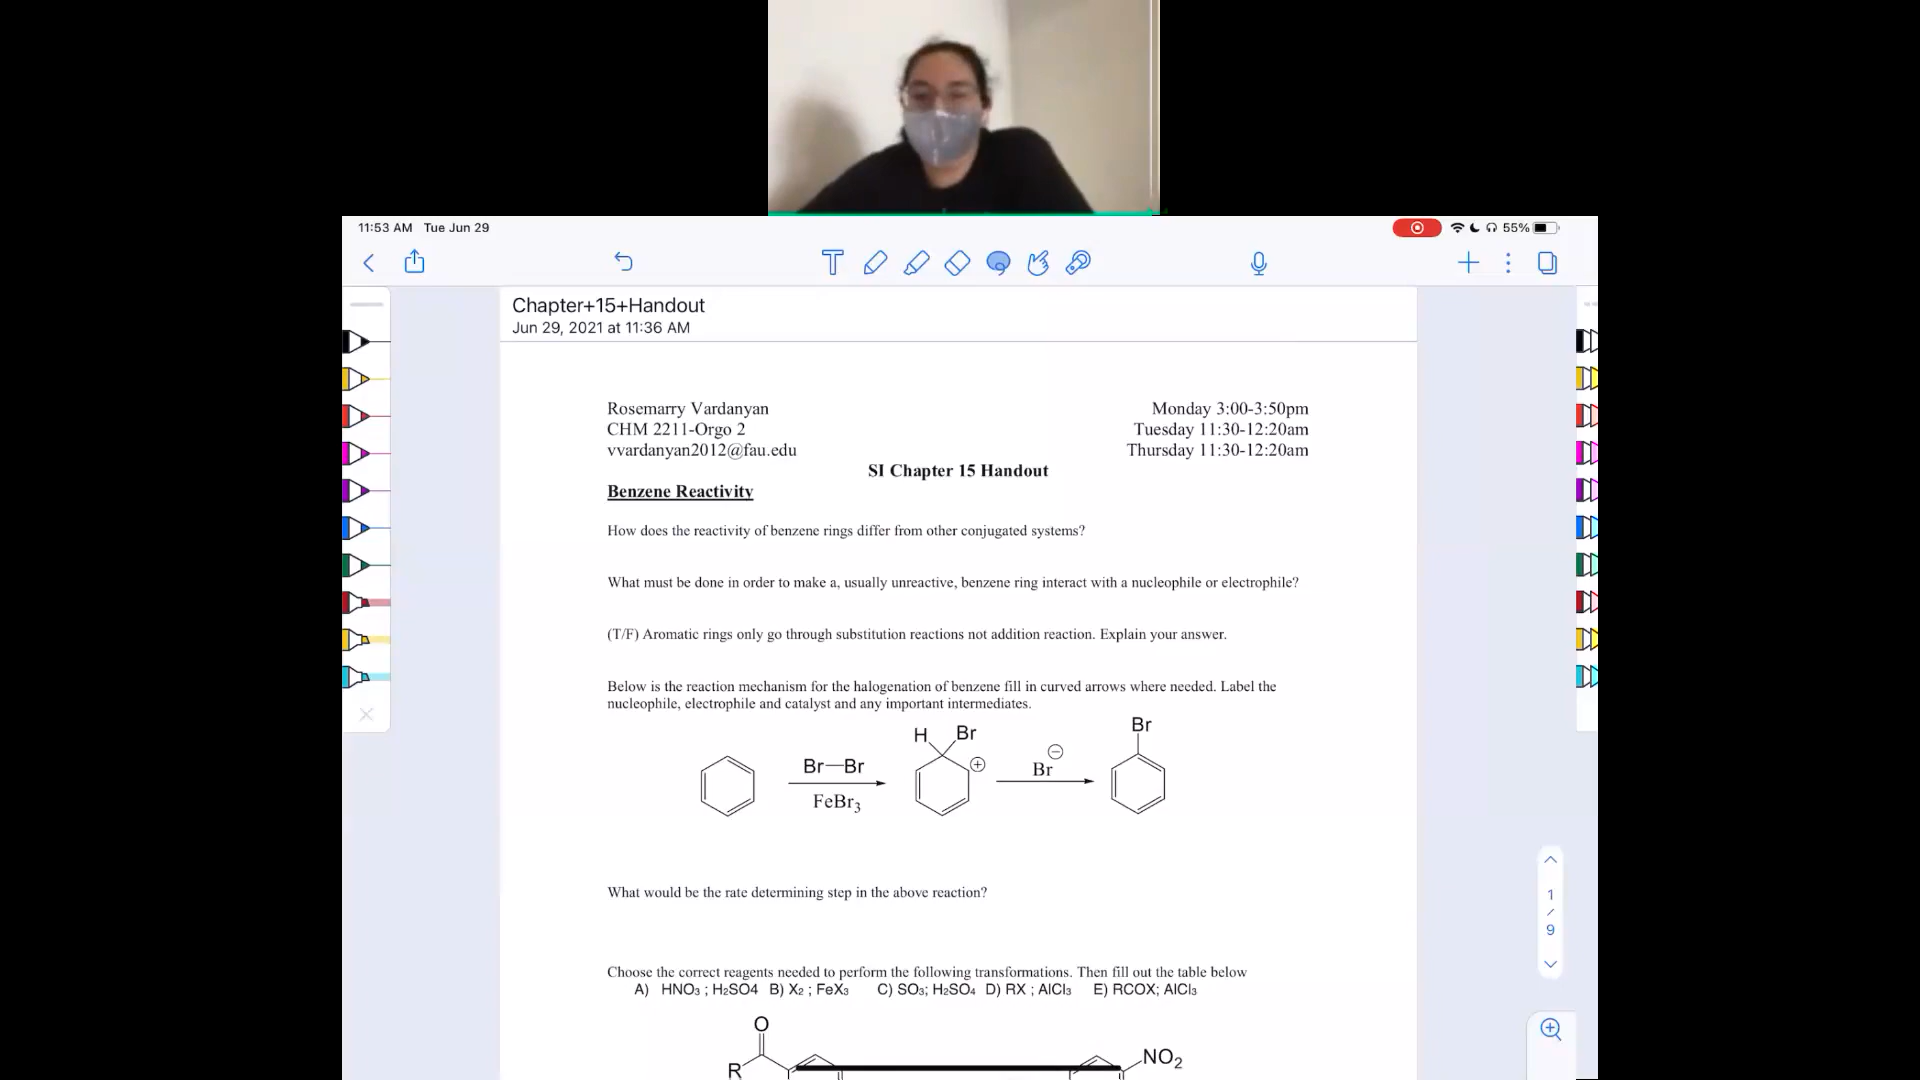 11:53 AM Tue Jun 29
55%
Chapter+15+Handout
Jun 29, 2021 at 11:36 AM
Rosemarry Vardanyan
Monday 3:00-3:50pm
CHM 2211-Orgo 2
Tuesday 11:30-12:20am
vvardanyan2012@fau.edu
Thursday 11:30-12:20am
SI Chapter 15 Handout
Benzene Reactivity
How does the reactivity of benzene rings differ from other conjugated systems?
What must be done in order to make a, usually unreactive, benzene ring interact with a nucleophile or electrophile?
(T/F) Aromatic rings only go through substitution reactions not addition reaction. Explain your answer.
Below is the reaction mechanism for the halogenation of benzene fill in curved arrows where needed. Label the
nucleophile, electrophile and catalyst and any important intermediates.
Br—Br
FeBr3
H Br
⊕
Br ⊖
Br
What would be the rate determining step in the above reaction?
1
/
9
Choose the correct reagents needed to perform the following transformations. Then fill out the table below
A) HNO3 ; H2SO4 B) X2 ; FeX3 C) SO3; H2SO4 D) RX ; AlCl3 E) RCOX; AlCl3
O
R
NO2